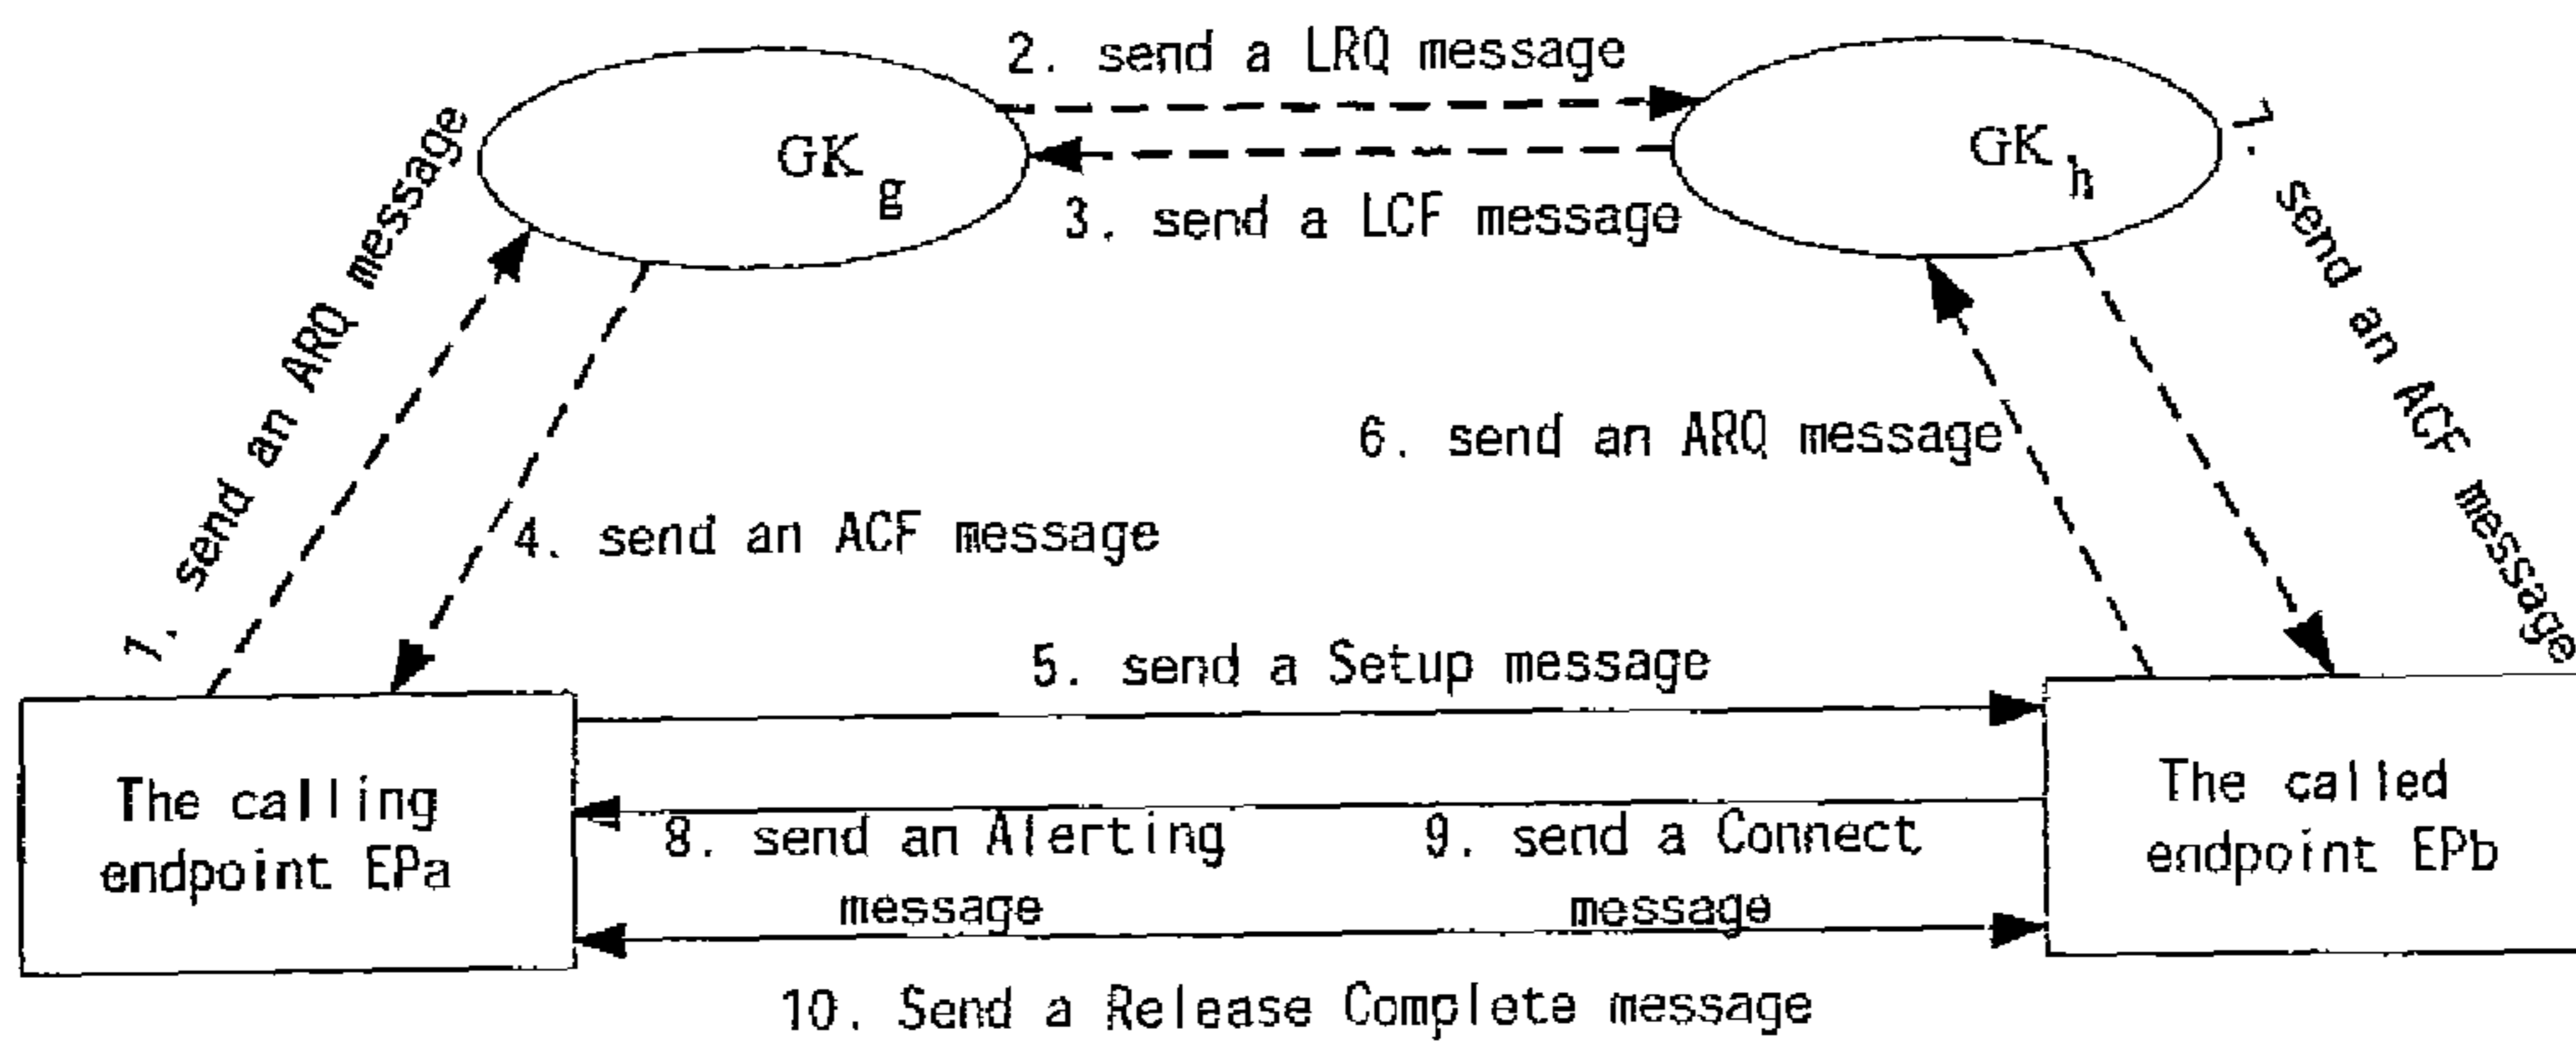 2. send a LRQ message
GK g
GK h
3. send a LCF message
1. send an ARQ message
7. send an ACF message
6. send an ARQ message
4. send an ACF message
5. send a Setup message
The calling
endpoint EPa
The called
endpoint EPb
8. send an Alerting
message
9. send a Connect
message
10. Send a Release Complete message